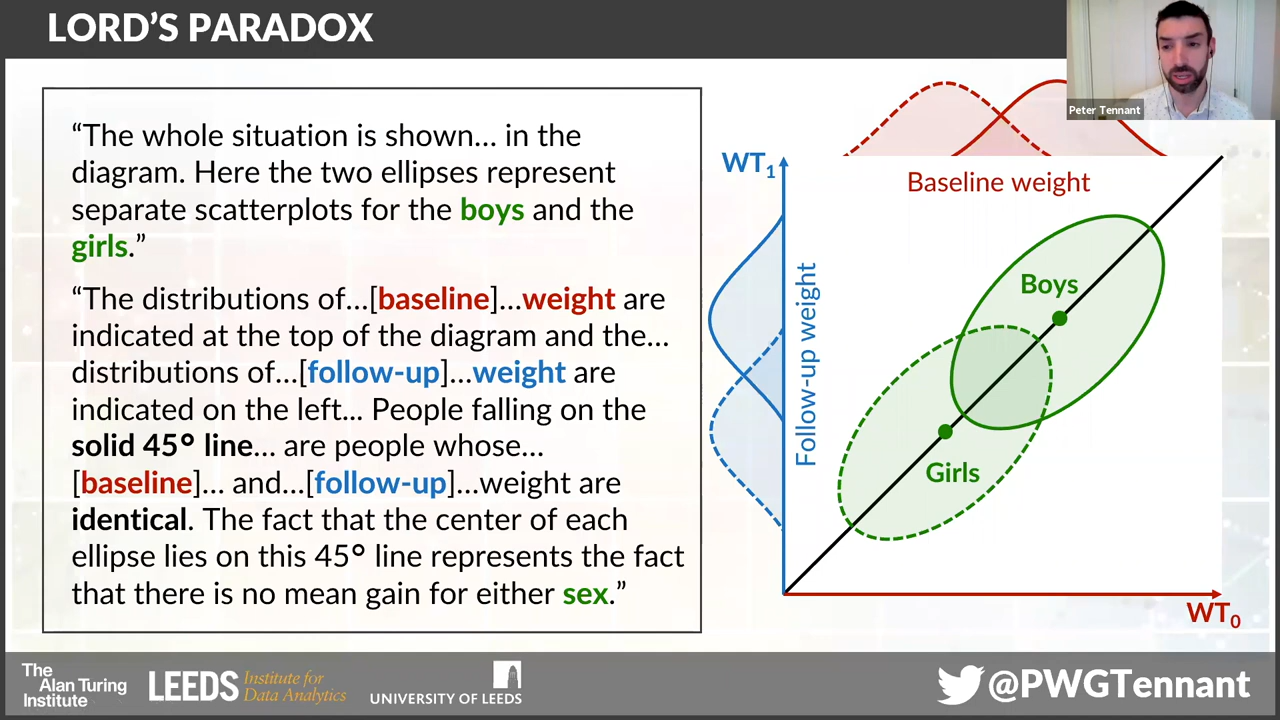 LORD'S PARADOX
Peter Tennant
“The whole situation is shown... in the
diagram. Here the two ellipses represent
separate scatterplots for the boys and the
girls.”
“The distributions of...[baseline]...weight are
indicated at the top of the diagram and the...
distributions of...[follow-up]...weight are
indicated on the left... People falling on the
solid 45° line... are people whose...
[baseline]... and...[follow-up]...weight are
identical. The fact that the center of each
ellipse lies on this 45° line represents the fact
that there is no mean gain for either sex.”
WT₁
Baseline weight
Follow-up weight
Boys
Girls
WT₀
The
Alan Turing
Institute
LEEDS Institute for
Data Analytics
UNIVERSITY OF LEEDS
@PWGTennant